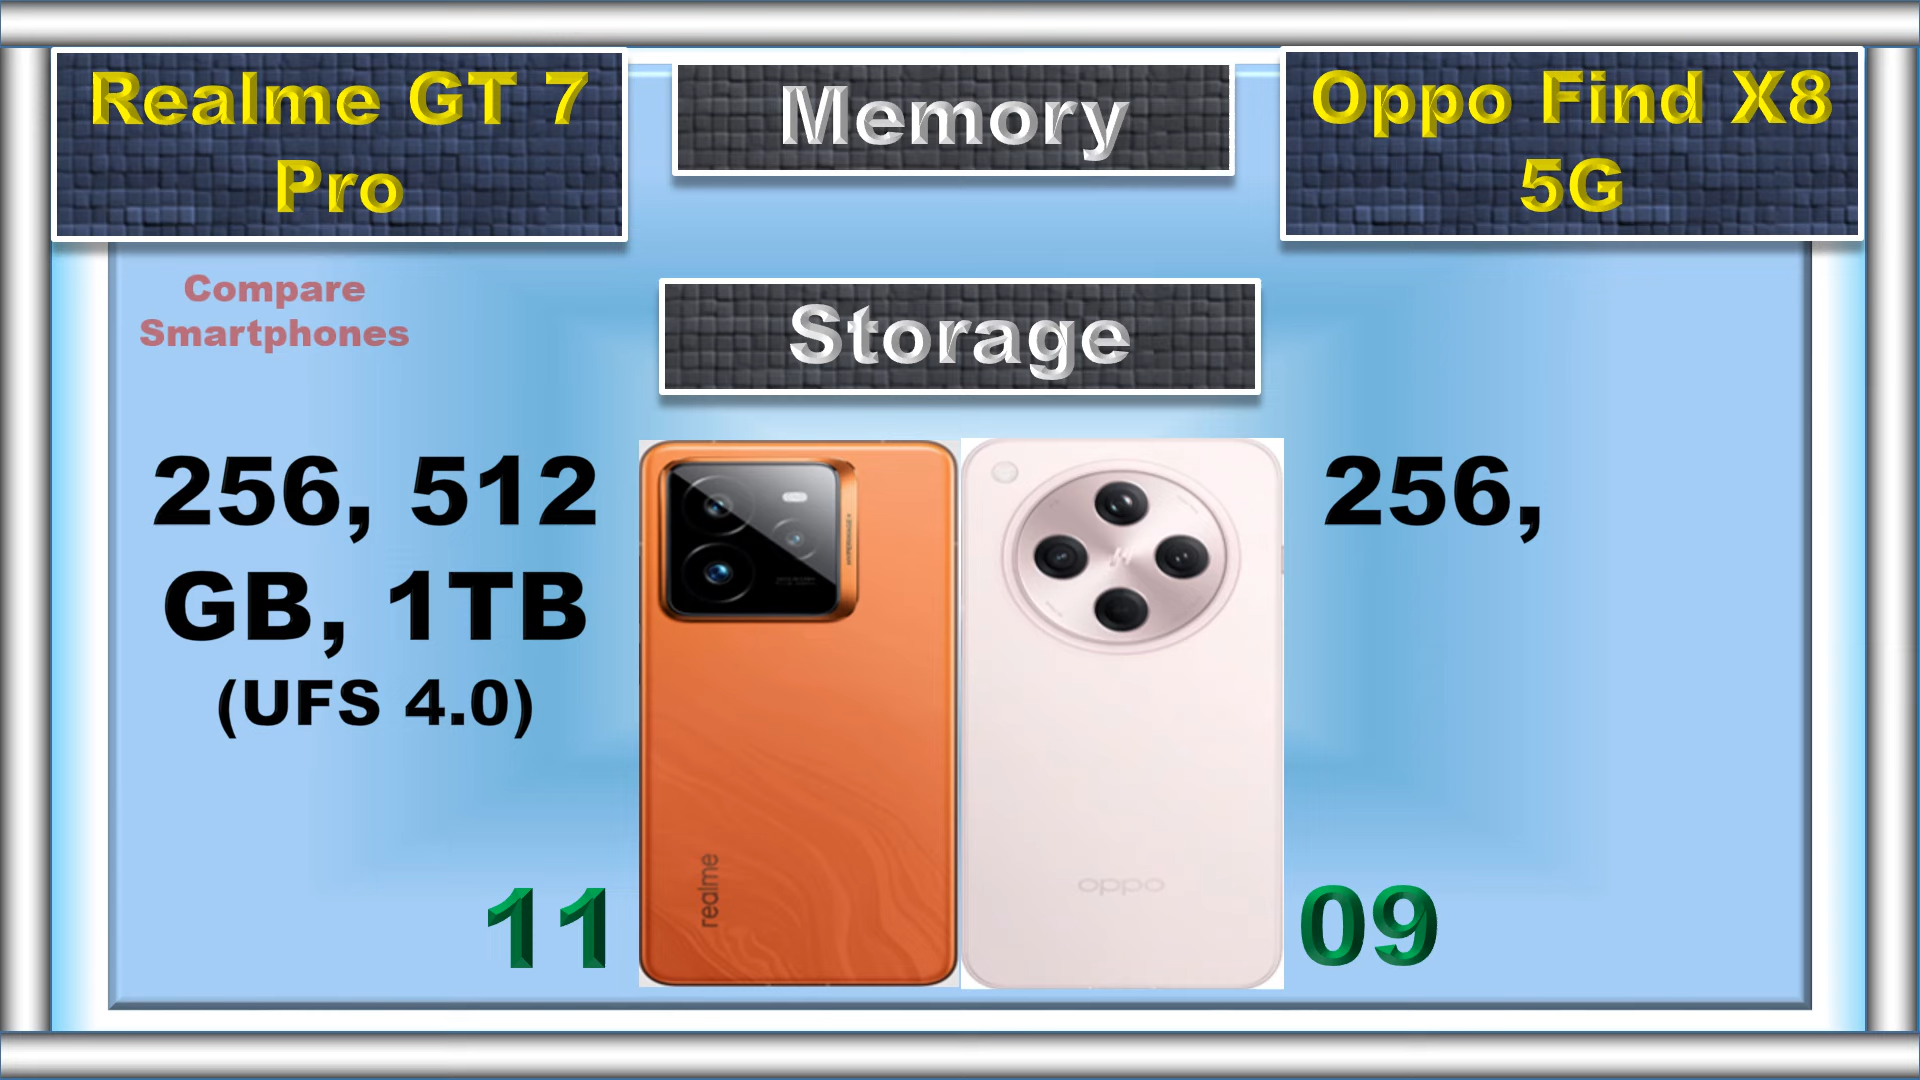 Realme GT 7
Pro
Memory
Oppo Find X8
5G
Compare
Smartphones
Storage
256, 512
GB, 1TB
(UFS 4.0)
256,
realme
oppo
11
09